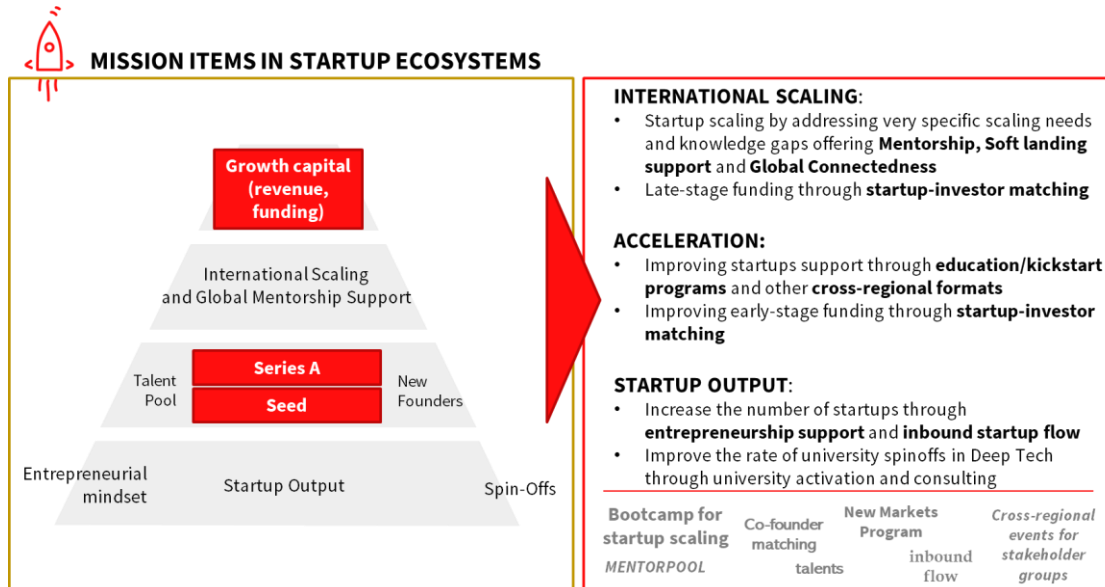 MISSION ITEMS IN STARTUP ECOSYSTEMS
Growth capital
(revenue,
funding)
International Scaling
and Global Mentorship Support
Talent
Pool
Series A
Seed
New
Founders
Entrepreneurial
mindset
Startup Output
Spin-Offs
INTERNATIONAL SCALING:
• Startup scaling by addressing very specific scaling needs
and knowledge gaps offering Mentorship, Soft landing
support and Global Connectedness
• Late-stage funding through startup-investor matching
ACCELERATION:
• Improving startups support through education/kickstart
programs and other cross-regional formats
• Improving early-stage funding through startup-investor
matching
STARTUP OUTPUT:
• Increase the number of startups through
entrepreneurship support and inbound startup flow
• Improve the rate of university spinoffs in Deep Tech
through university activation and consulting
Bootcamp for
startup scaling
MENTORPOOL
Co-founder
matching
talents
New Markets
Program
inbound
flow
Cross-regional
events for
stakeholder
groups